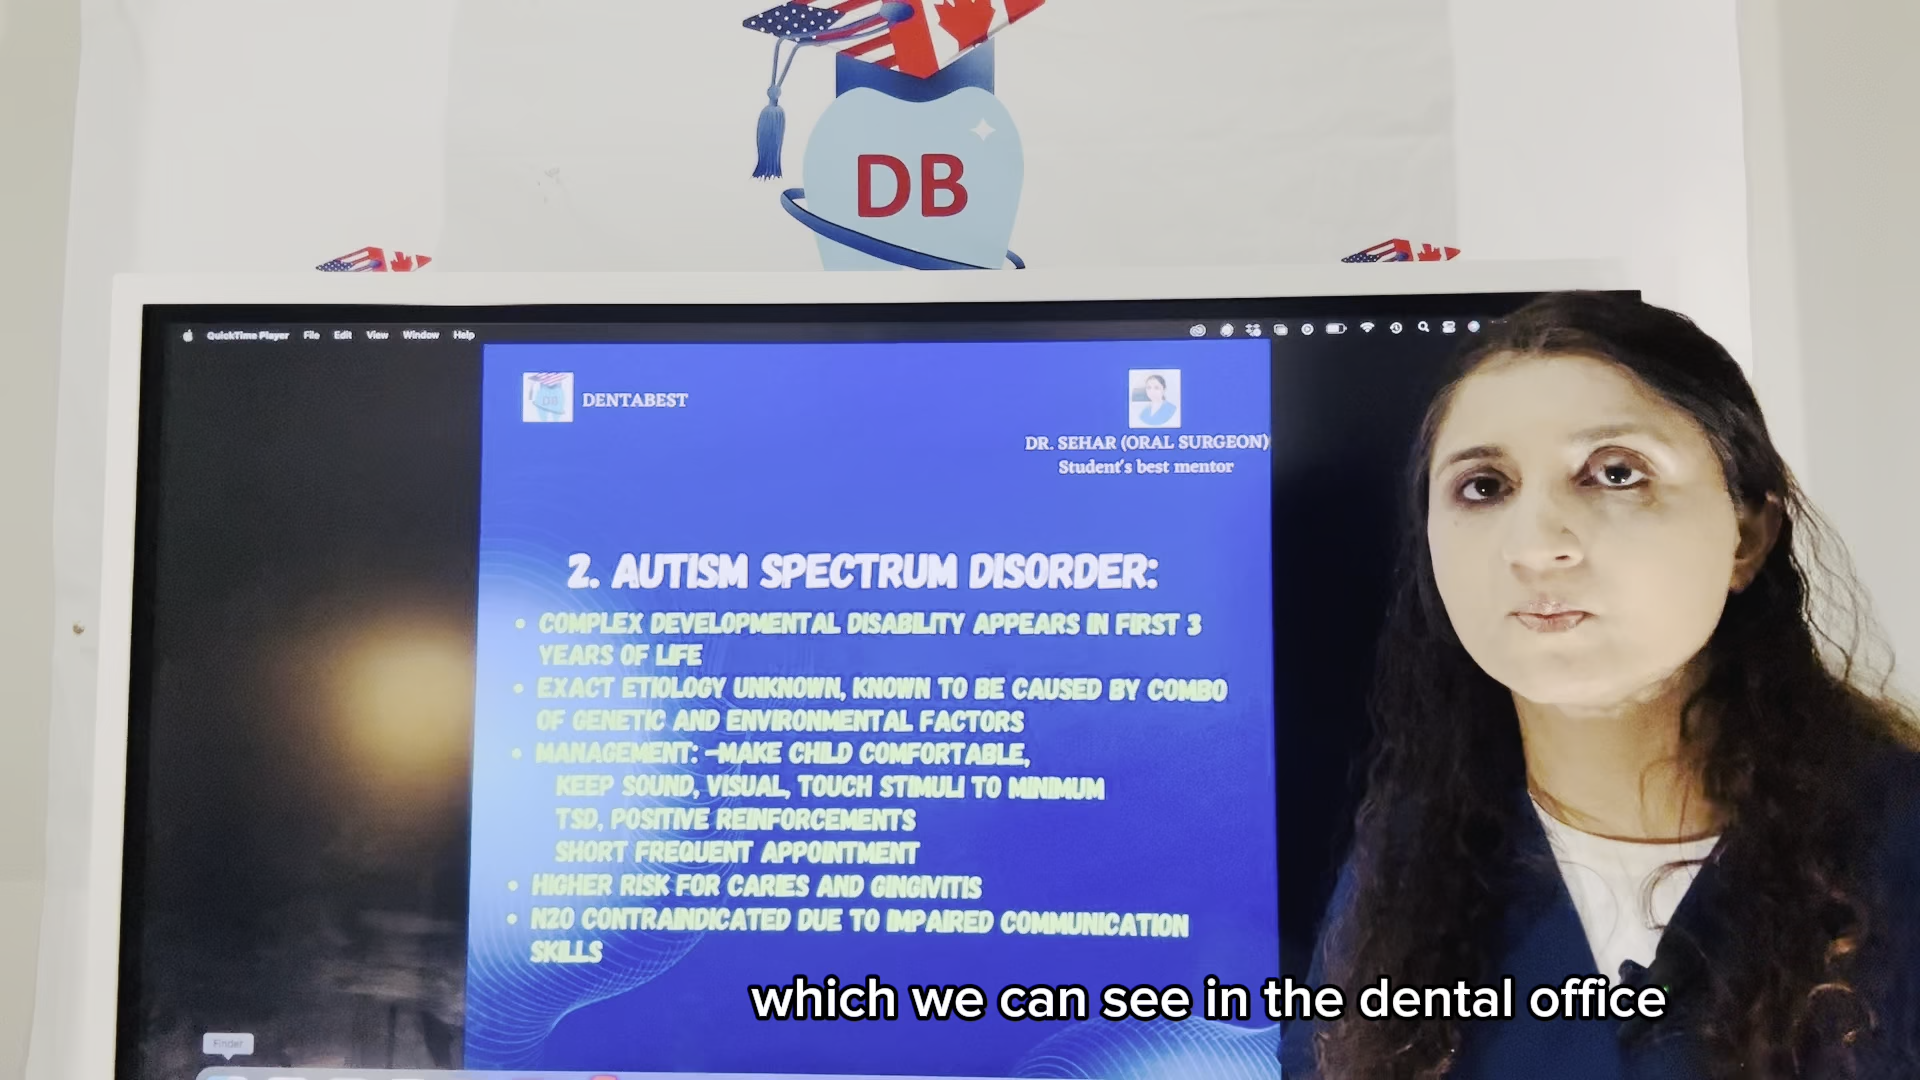 DB
QuickTime Player File Edit View Window Help
DB DENTABEST
DR. SEHAR (ORAL SURGEON)
Student's best mentor
2. AUTISM SPECTRUM DISORDER:
• COMPLEX DEVELOPMENTAL DISABILITY APPEARS IN FIRST 3
YEARS OF LIFE
• EXACT ETIOLOGY UNKNOWN, KNOWN TO BE CAUSED BY COMBO
OF GENETIC AND ENVIRONMENTAL FACTORS
• MANAGEMENT: -MAKE CHILD COMFORTABLE,
KEEP SOUND, VISUAL, TOUCH STIMULI TO MINIMUM
TSD, POSITIVE REINFORCEMENTS
SHORT FREQUENT APPOINTMENT
• HIGHER RISK FOR CARIES AND GINGIVITIS
• N2O CONTRAINDICATED DUE TO IMPAIRED COMMUNICATION
SKILLS
which we can see in the dental office
Finder